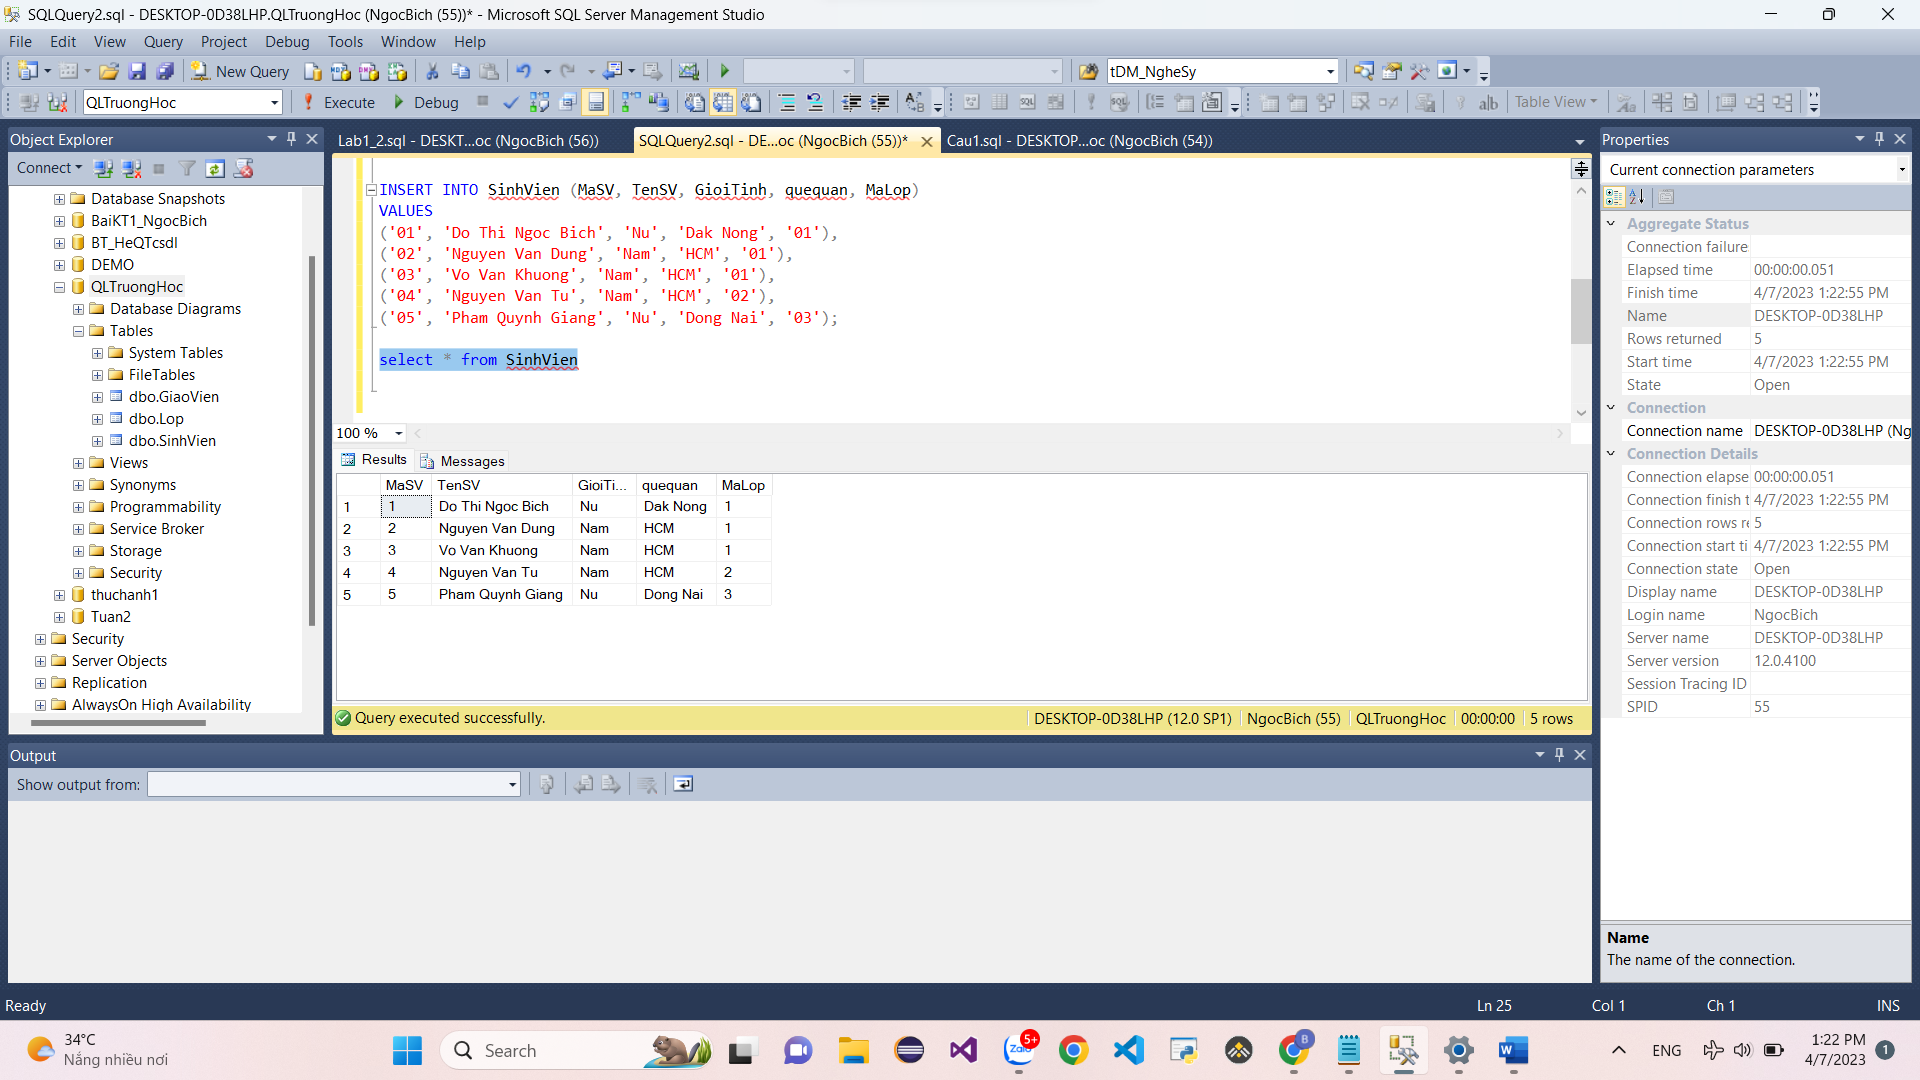 SQLQuery2.sql - DESKTOP-0D38LHP.QLTruongHoc (NgocBich (55))* - Microsoft SQL Server Management Studio
File Edit View Query Project Debug Tools Window Help
New Query
tDM_NgheSy
QLTruongHoc
Execute
Debug
Table View
Object Explorer
Connect
Database Snapshots
BaiKT1_NgocBich
BT_HeQTcsdl
DEMO
QLTruongHoc
Database Diagrams
Tables
System Tables
FileTables
dbo.GiaoVien
dbo.Lop
dbo.SinhVien
Views
Synonyms
Programmability
Service Broker
Storage
Security
thuchanh1
Tuan2
Security
Server Objects
Replication
AlwaysOn High Availability
Lab1_2.sql - DESKT...oc (NgocBich (56))
SQLQuery2.sql - DE...oc (NgocBich (55))*
Cau1.sql - DESKTOP...oc (NgocBich (54))
INSERT INTO SinhVien (MaSV, TenSV, GioiTinh, quequan, MaLop)
VALUES
('01', 'Do Thi Ngoc Bich', 'Nu', 'Dak Nong', '01'),
('02', 'Nguyen Van Dung', 'Nam', 'HCM', '01'),
('03', 'Vo Van Khuong', 'Nam', 'HCM', '01'),
('04', 'Nguyen Van Tu', 'Nam', 'HCM', '02'),
('05', 'Pham Quynh Giang', 'Nu', 'Dong Nai', '03');
select * from SinhVien
100 %
Results
Messages
MaSV TenSV GioiTi... quequan MaLop
1 1 Do Thi Ngoc Bich Nu Dak Nong 1
2 2 Nguyen Van Dung Nam HCM 1
3 3 Vo Van Khuong Nam HCM 1
4 4 Nguyen Van Tu Nam HCM 2
5 5 Pham Quynh Giang Nu Dong Nai 3
Query executed successfully.
DESKTOP-0D38LHP (12.0 SP1) NgocBich (55) QLTruongHoc 00:00:00 5 rows
Output
Show output from:
Properties
Current connection parameters
Aggregate Status
Connection failure
Elapsed time 00:00:00.051
Finish time 4/7/2023 1:22:55 PM
Name DESKTOP-0D38LHP
Rows returned 5
Start time 4/7/2023 1:22:55 PM
State Open
Connection
Connection name DESKTOP-0D38LHP (Ng
Connection Details
Connection elapse 00:00:00.051
Connection finish t 4/7/2023 1:22:55 PM
Connection rows re 5
Connection start ti 4/7/2023 1:22:55 PM
Connection state Open
Display name DESKTOP-0D38LHP
Login name NgocBich
Server name DESKTOP-0D38LHP
Server version 12.0.4100
Session Tracing ID
SPID 55
Name
The name of the connection.
Ready
Ln 25
Col 1
Ch 1
INS
34°C
Nắng nhiều nơi
Search
Zalo
5+
B
ENG
1:22 PM
4/7/2023
1